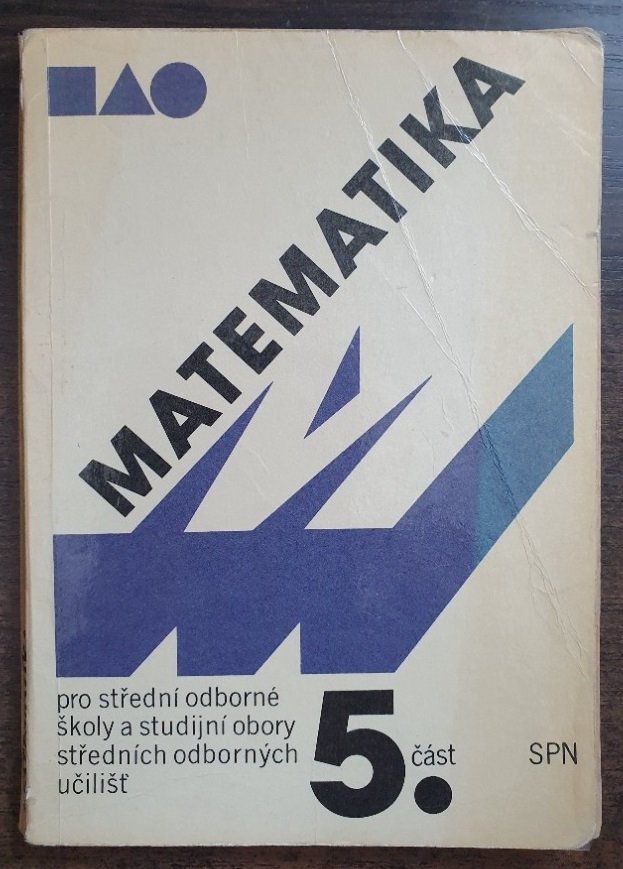 MATEMATIKA
pro střední odborné
školy a studijní obory
středních odborných
učilišť
5. část
SPN